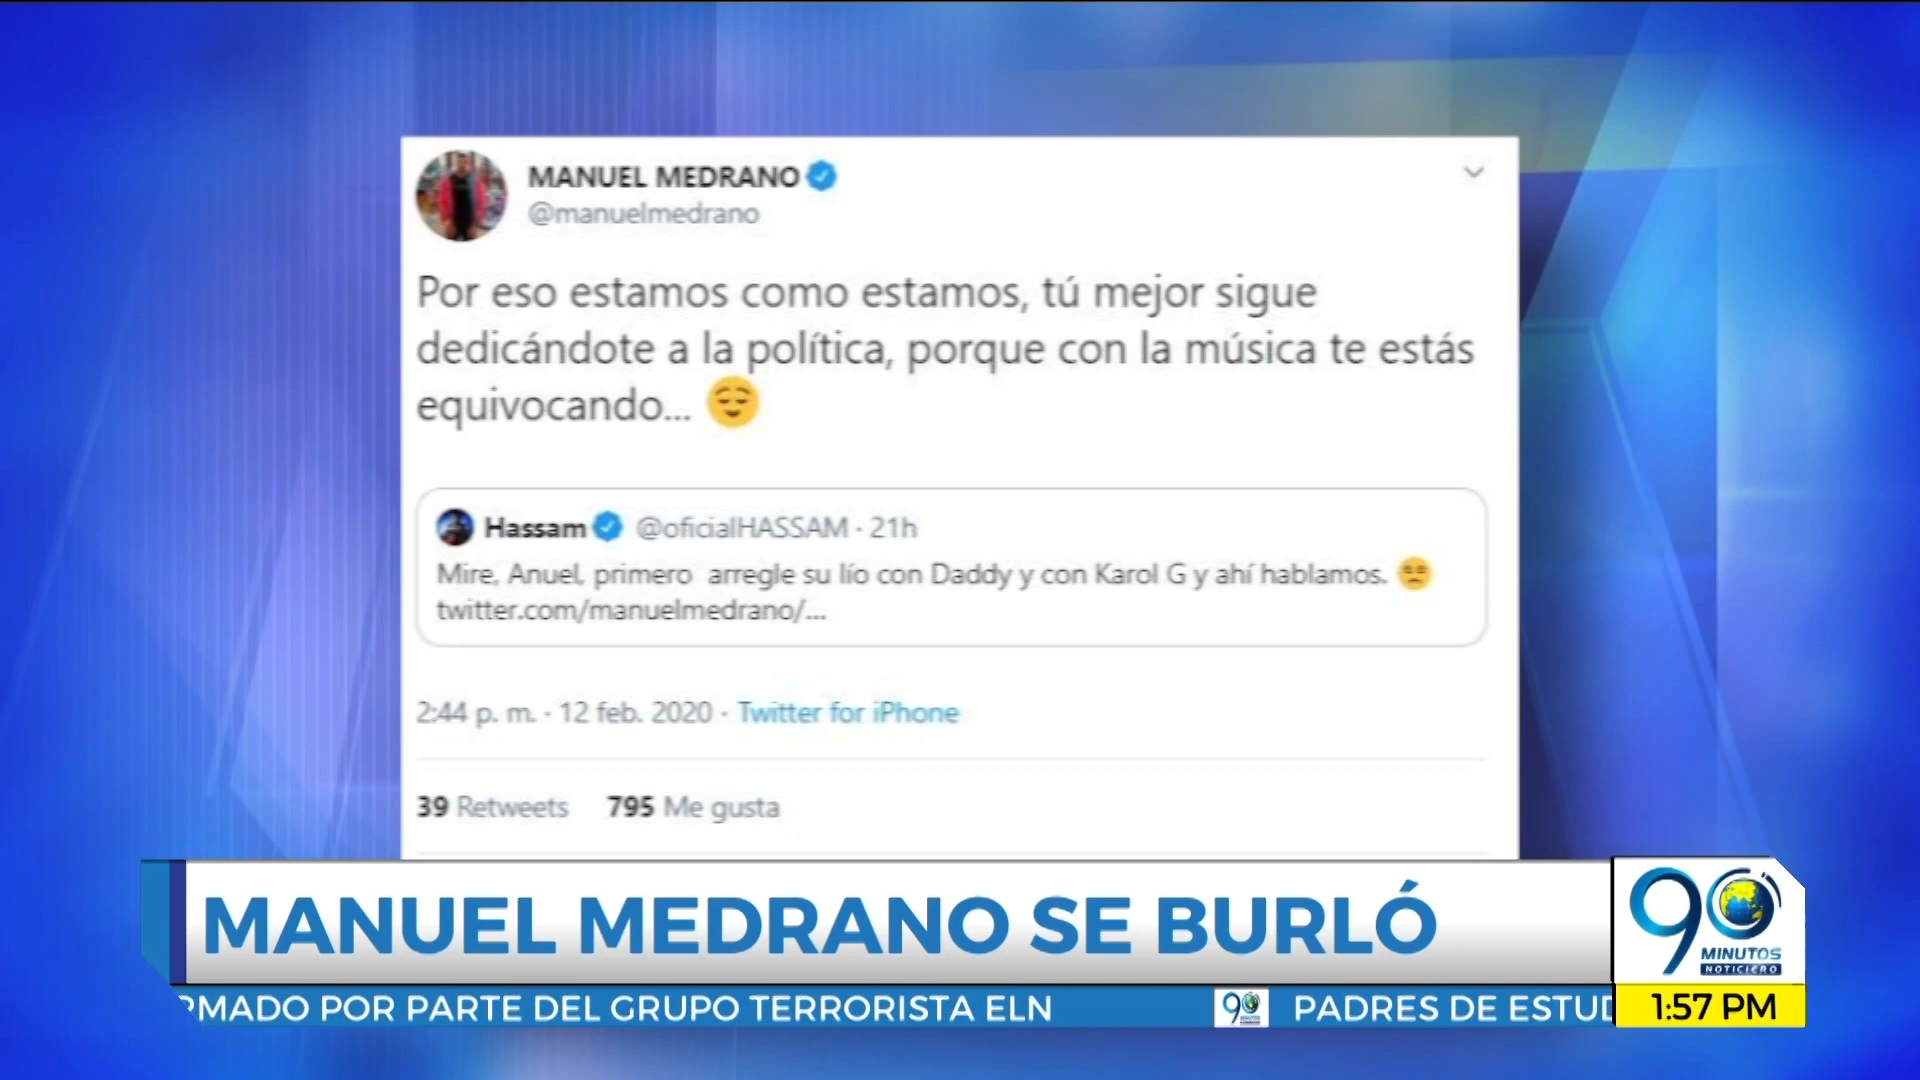 MANUEL MEDRANO
@manuelmedrano
Por eso estamos como estamos, tú mejor sigue
dedicándote a la política, porque con la música te estás
equivocando...
Hassam @oficialHASSAM · 21h
Mire, Anuel, primero arregle su lío con Daddy y con Karol G y ahí hablamos.
twitter.com/manuelmedrano/...
2:44 p. m. · 12 feb. 2020 · Twitter for iPhone
39 Retweets 795 Me gusta
MANUEL MEDRANO SE BURLÓ
90
MINUTOS
NOTICIERO
RMADO POR PARTE DEL GRUPO TERRORISTA ELN 90 PADRES DE ESTUD
1:57 PM